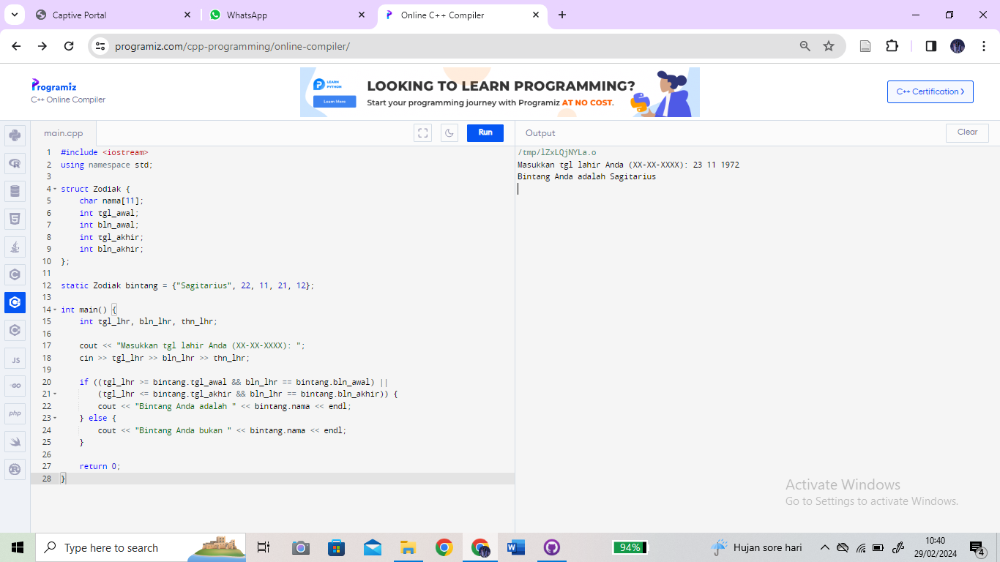 Captive Portal
WhatsApp
Online C++ Compiler
programiz.com/cpp-programming/online-compiler/
Programiz
C++ Online Compiler
LEARN PYTHON
Learn More
LOOKING TO LEARN PROGRAMMING?
Start your programming journey with Programiz AT NO COST.
C++ Certification >
main.cpp
Run
Output
Clear
1 #include <iostream>
2 using namespace std;
3
4 struct Zodiak {
5 char nama[11];
6 int tgl_awal;
7 int bln_awal;
8 int tgl_akhir;
9 int bln_akhir;
10 };
11
12 static Zodiak bintang = {"Sagitarius", 22, 11, 21, 12};
13
14 int main() {
15 int tgl_lhr, bln_lhr, thn_lhr;
16
17 cout << "Masukkan tgl lahir Anda (XX-XX-XXXX): ";
18 cin >> tgl_lhr >> bln_lhr >> thn_lhr;
19
20 if ((tgl_lhr >= bintang.tgl_awal && bln_lhr == bintang.bln_awal) ||
21 (tgl_lhr <= bintang.tgl_akhir && bln_lhr == bintang.bln_akhir)) {
22 cout << "Bintang Anda adalah " << bintang.nama << endl;
23 } else {
24 cout << "Bintang Anda bukan " << bintang.nama << endl;
25 }
26
27 return 0;
28 }
/tmp/lZxLQjNYLa.o
Masukkan tgl lahir Anda (XX-XX-XXXX): 23 11 1972
Bintang Anda adalah Sagitarius
JS
GO
php
Activate Windows
Go to Settings to activate Windows.
Type here to search
94%
Hujan sore hari
10:40
29/02/2024
4